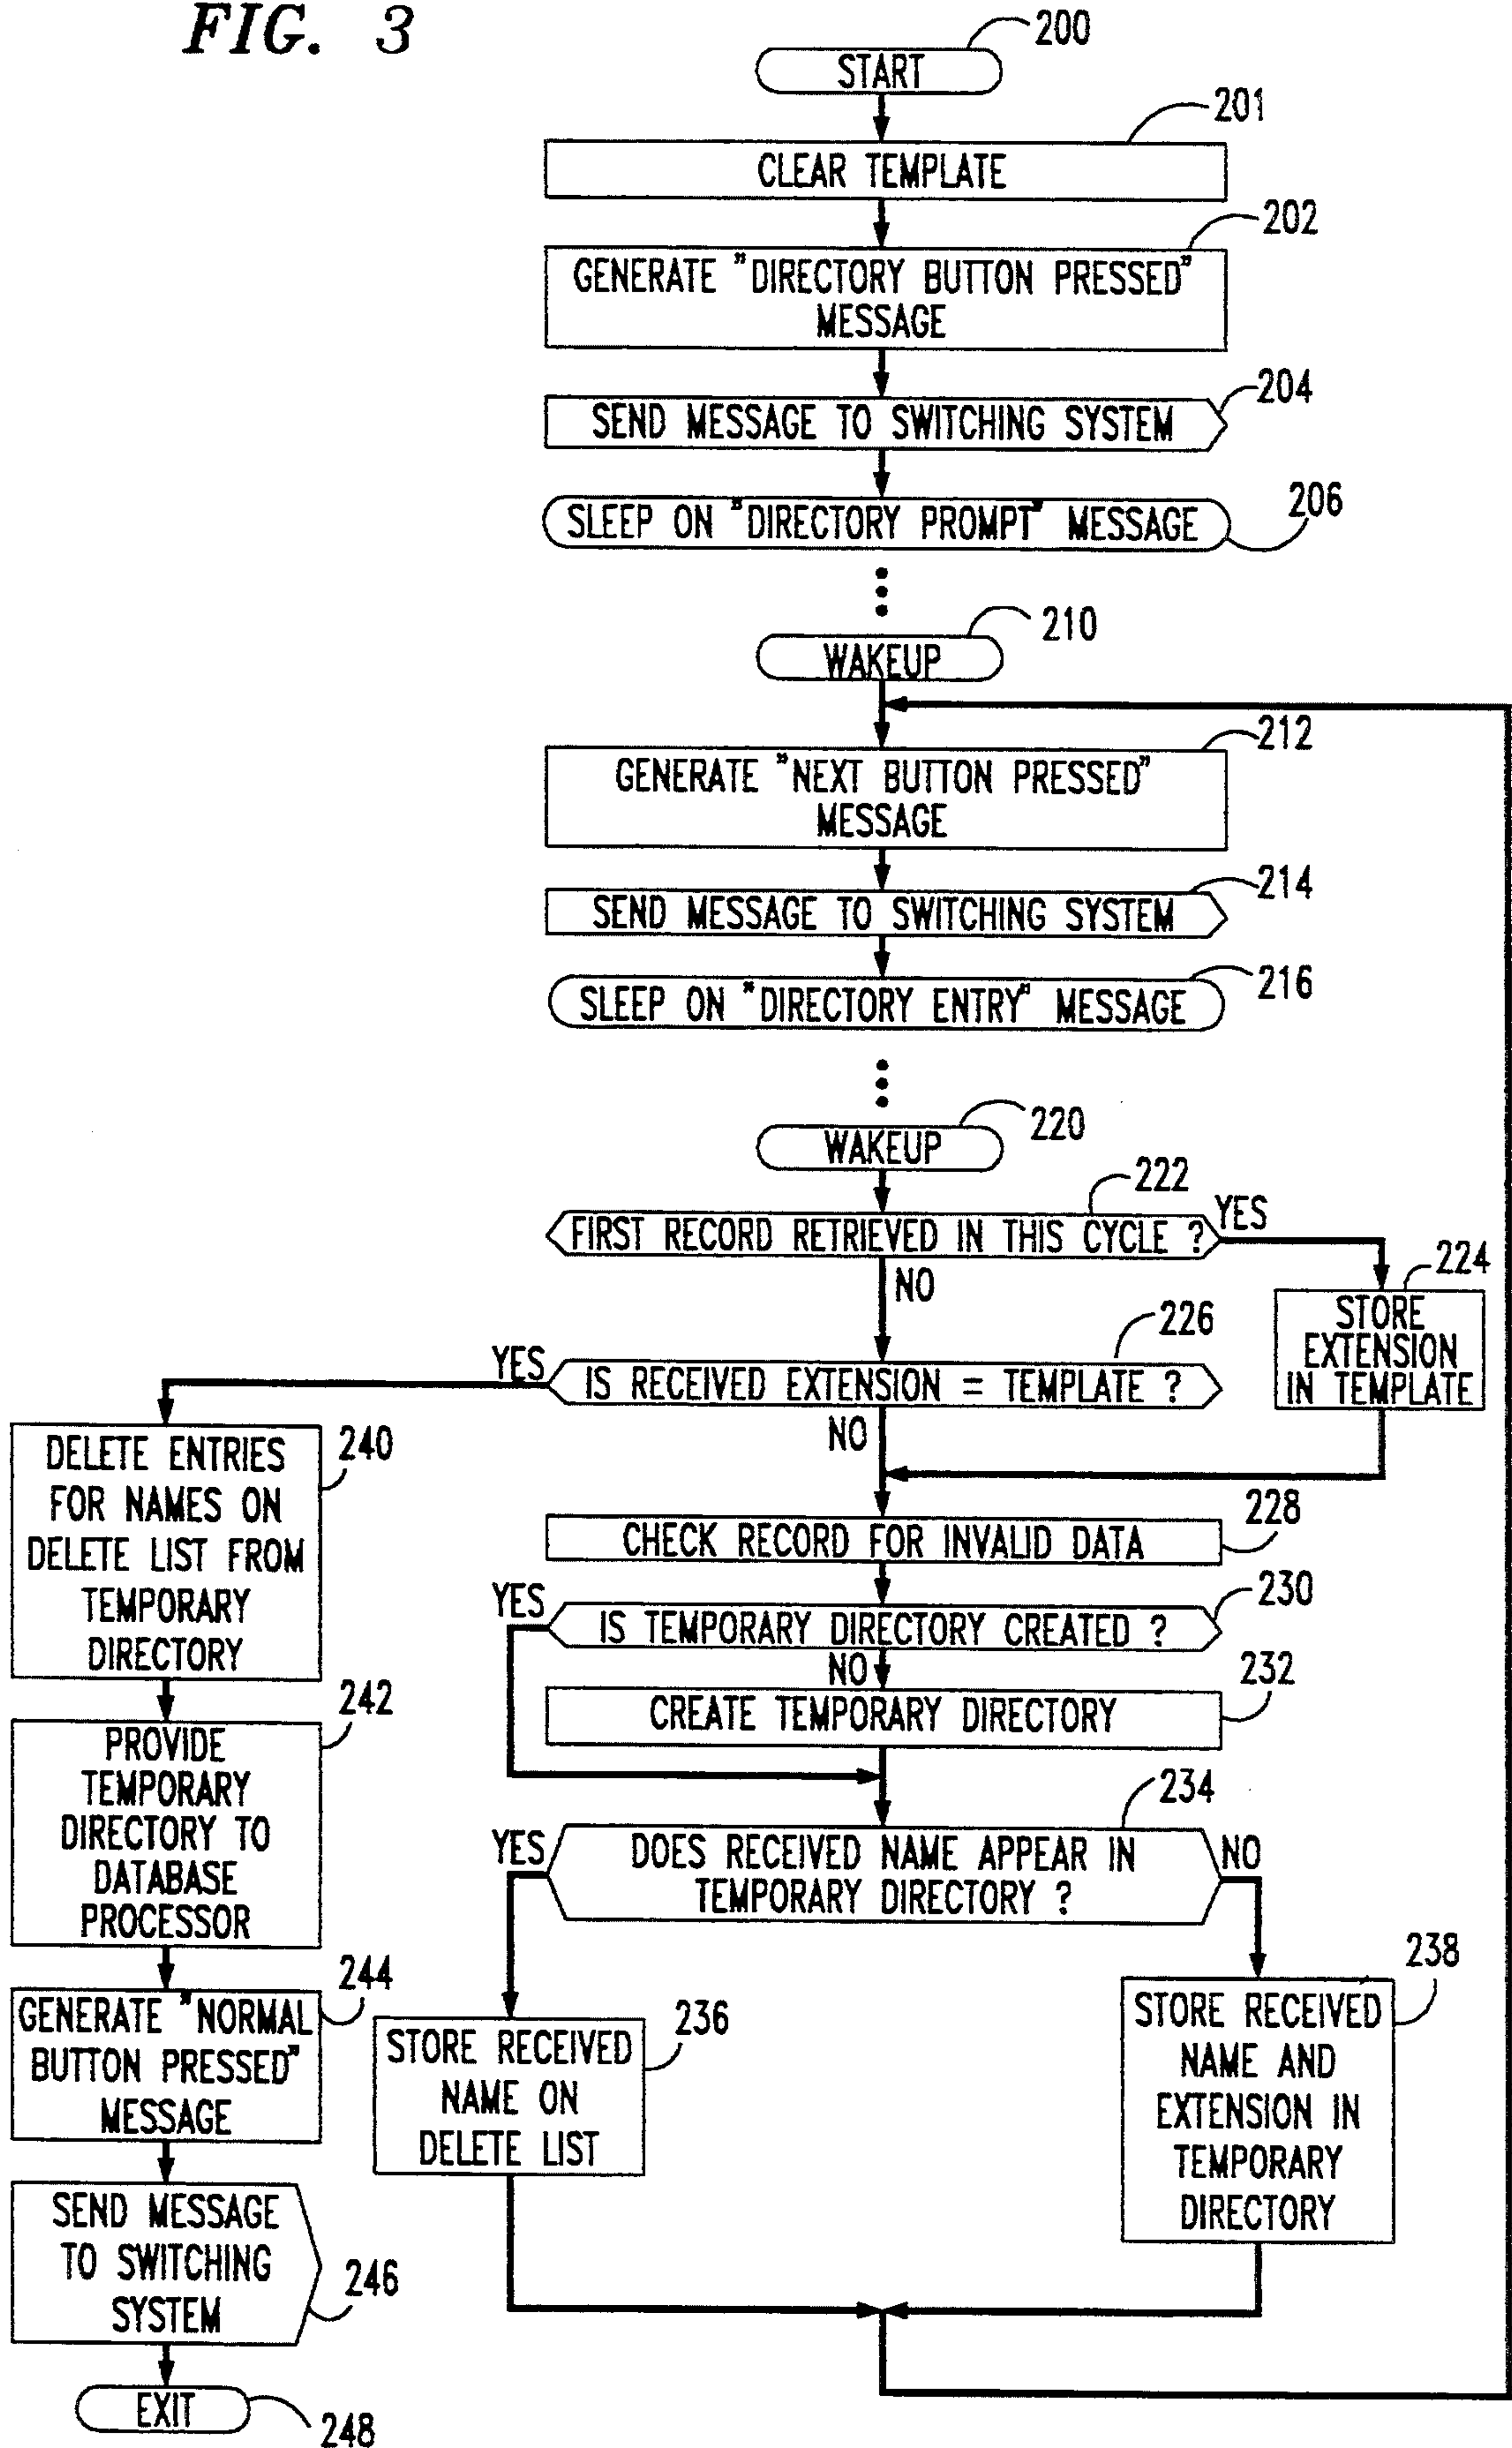 FIG. 3
200
START
201
CLEAR TEMPLATE
202
GENERATE "DIRECTORY BUTTON PRESSED"
MESSAGE
204
SEND MESSAGE TO SWITCHING SYSTEM
206
SLEEP ON "DIRECTORY PROMPT" MESSAGE
210
WAKEUP
212
GENERATE "NEXT BUTTON PRESSED"
MESSAGE
214
SEND MESSAGE TO SWITCHING SYSTEM
216
SLEEP ON "DIRECTORY ENTRY" MESSAGE
220
WAKEUP
222
FIRST RECORD RETRIEVED IN THIS CYCLE ?
YES
NO
224
STORE
EXTENSION
IN TEMPLATE
226
YES
IS RECEIVED EXTENSION = TEMPLATE ?
NO
228
CHECK RECORD FOR INVALID DATA
230
YES
IS TEMPORARY DIRECTORY CREATED ?
NO
232
CREATE TEMPORARY DIRECTORY
234
YES
DOES RECEIVED NAME APPEAR IN
TEMPORARY DIRECTORY ?
NO
236
STORE RECEIVED
NAME ON
DELETE LIST
238
STORE RECEIVED
NAME AND
EXTENSION IN
TEMPORARY
DIRECTORY
240
DELETE ENTRIES
FOR NAMES ON
DELETE LIST FROM
TEMPORARY
DIRECTORY
242
PROVIDE
TEMPORARY
DIRECTORY TO
DATABASE
PROCESSOR
244
GENERATE "NORMAL
BUTTON PRESSED"
MESSAGE
SEND MESSAGE
TO SWITCHING
SYSTEM
246
EXIT
248